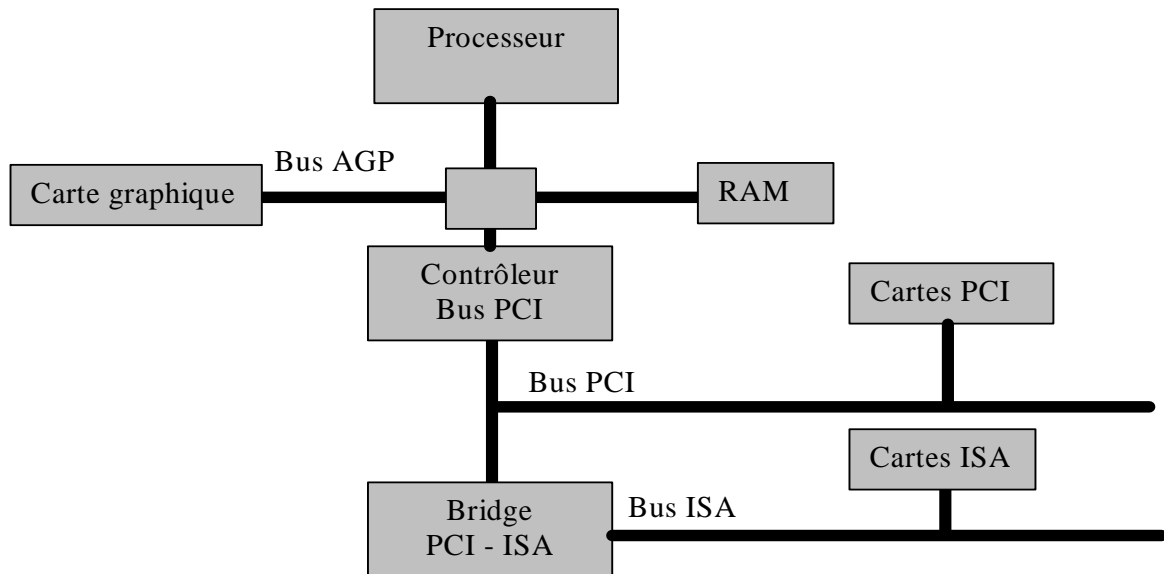 Processeur
Bus AGP
Carte graphique
RAM
Contrôleur
Bus PCI
Cartes PCI
Bus PCI
Cartes ISA
Bus ISA
Bridge
PCI - ISA